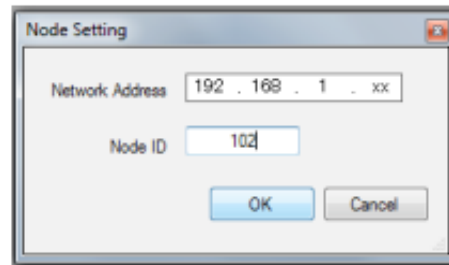 Node Setting
Network Address 192 . 168 . 1 . xx
Node ID 102
OK Cancel